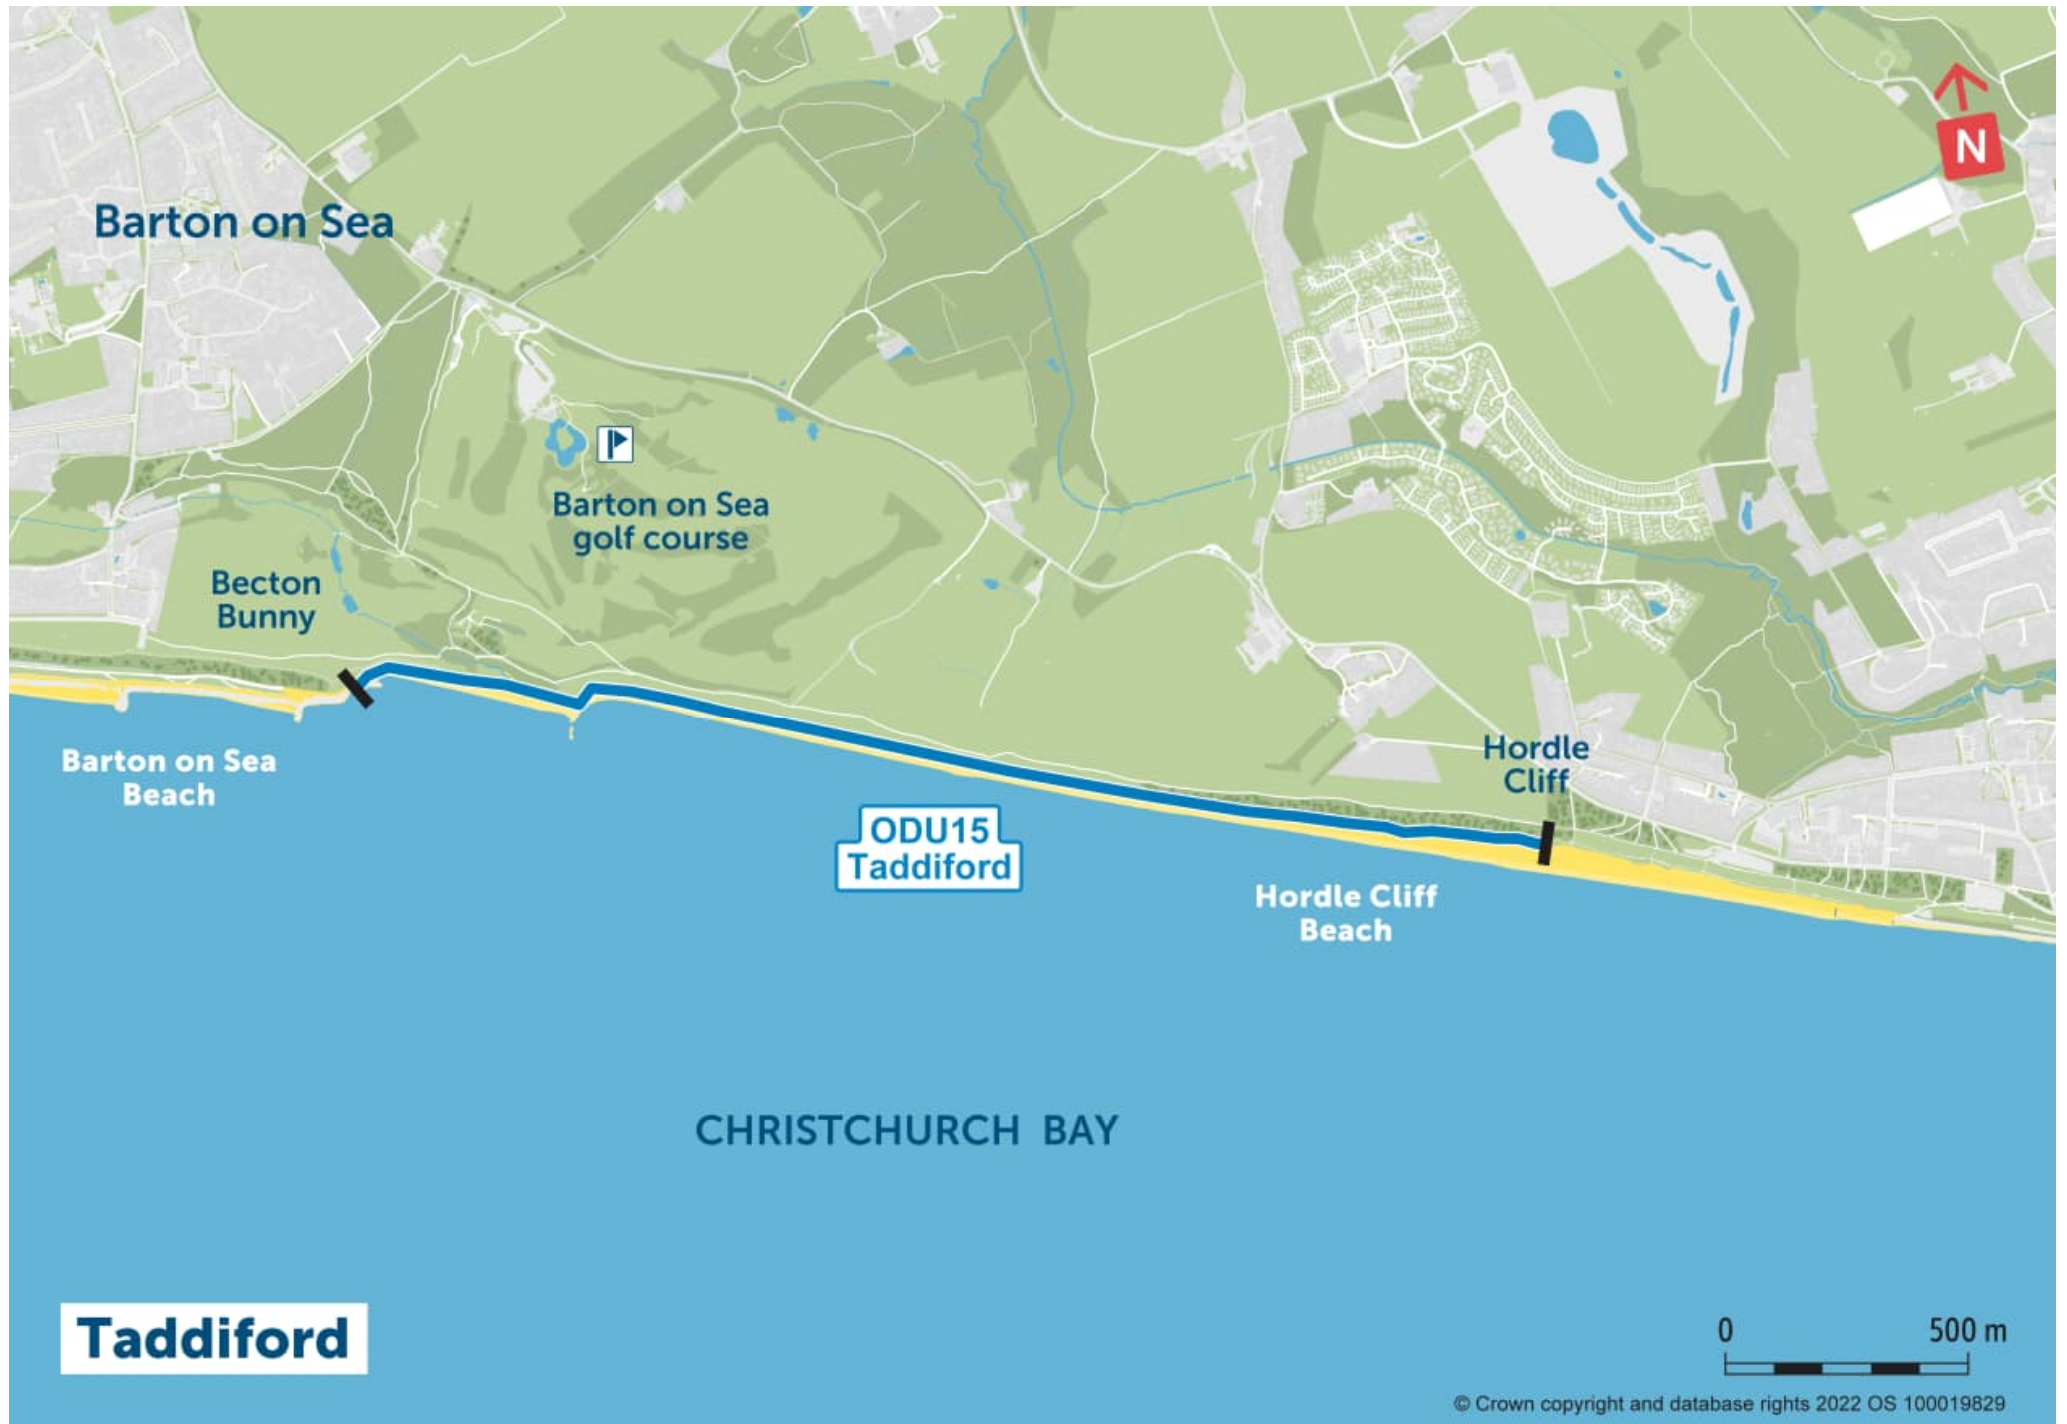 N
Barton on Sea
Barton on Sea
golf course
Becton
Bunny
Barton on Sea
Beach
Hordle
Cliff
ODU15
Taddiford
Hordle Cliff
Beach
CHRISTCHURCH BAY
Taddiford
0 500 m
© Crown copyright and database rights 2022 OS 100019829